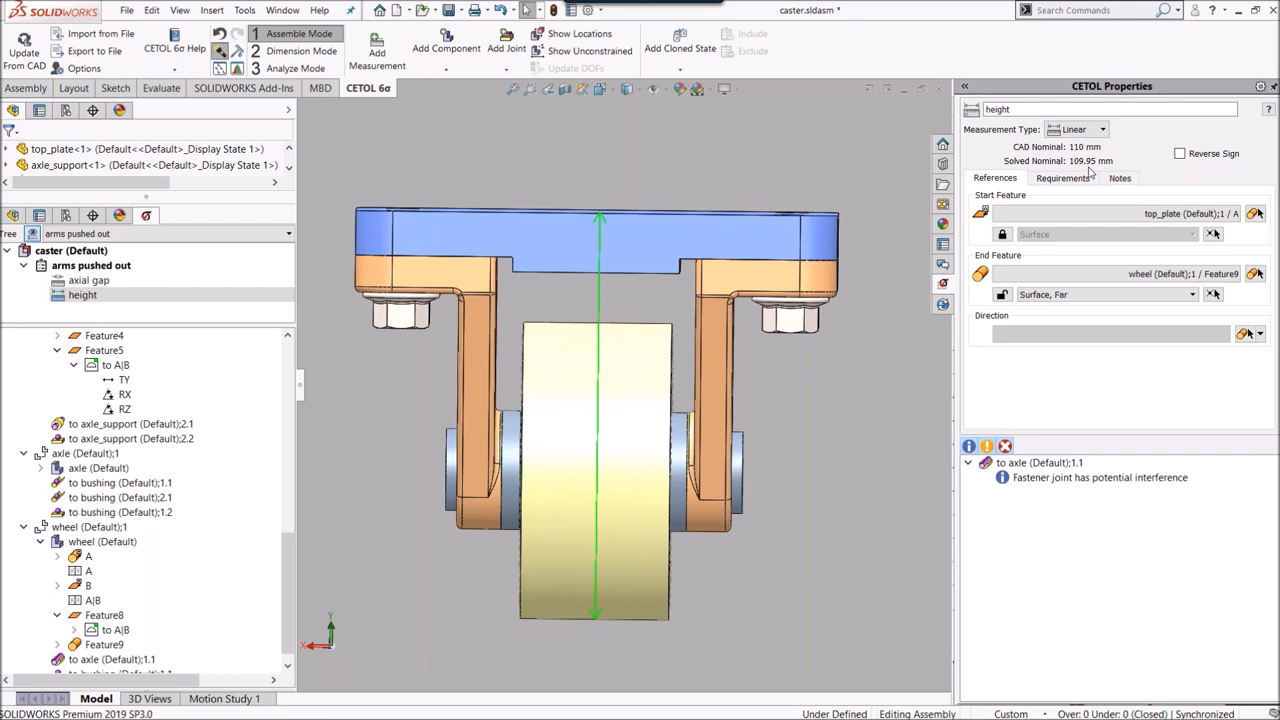 SOLIDWORKS
File Edit View Insert Tools Window Help
caster.sldasm *
Search Commands
Update From CAD
Import from File
Export to File
Options
CETOL 6σ Help
1 Assemble Mode
2 Dimension Mode
3 Analyze Mode
Add Measurement
Add Component
Add Joint
Show Locations
Show Unconstrained
Update DOFs
Add Cloned State
Include
Exclude
Assembly Layout Sketch Evaluate SOLIDWORKS Add-Ins MBD CETOL 6σ
top_plate<1> (Default<<Default>_Display State 1>)
axle_support<1> (Default<<Default>_Display State 1>)
Tree arms pushed out
caster (Default)
arms pushed out
axial gap
height
Feature4
Feature5
to A|B
TY
RX
RZ
to axle_support (Default);2.1
to axle_support (Default);2.2
axle (Default);1
axle (Default)
to bushing (Default);1.1
to bushing (Default);2.1
to bushing (Default);1.2
wheel (Default);1
wheel (Default)
A
A
B
A|B
Feature8
to A|B
Feature9
to axle (Default);1.1
Y
X
Model 3D Views Motion Study 1
SOLIDWORKS Premium 2019 SP3.0
CETOL Properties
height
Measurement Type: Linear
CAD Nominal: 110 mm
Solved Nominal: 109.95 mm
Reverse Sign
References Requirements Notes
Start Feature
top_plate (Default);1 / A
Surface
End Feature
wheel (Default);1 / Feature9
Surface, Far
Direction
to axle (Default);1.1
Fastener joint has potential interference
Under Defined Editing Assembly Custom Over: 0 Under: 0 (Closed) | Synchronized